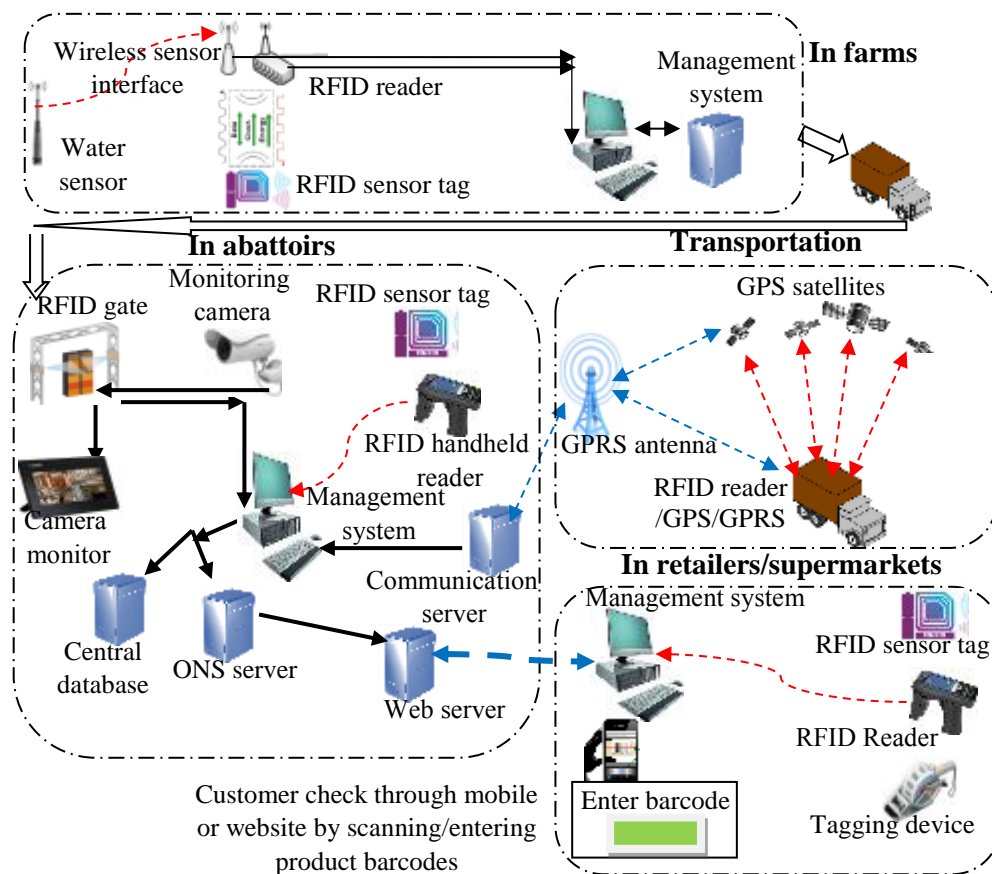 Wireless sensor
interface
RFID reader
Management
system
In farms
Water
sensor
Data
Energy
RFID sensor tag
In abattoirs
Transportation
RFID gate
Monitoring
camera
RFID sensor tag
GPS satellites
RFID handheld
reader
GPRS antenna
Camera
monitor
Management
system
RFID reader
/GPS/GPRS
Communication
server
Central
database
ONS server
Web server
In retailers/supermarkets
Management system
RFID sensor tag
RFID Reader
Enter barcode
Tagging device
Customer check through mobile
or website by scanning/entering
product barcodes